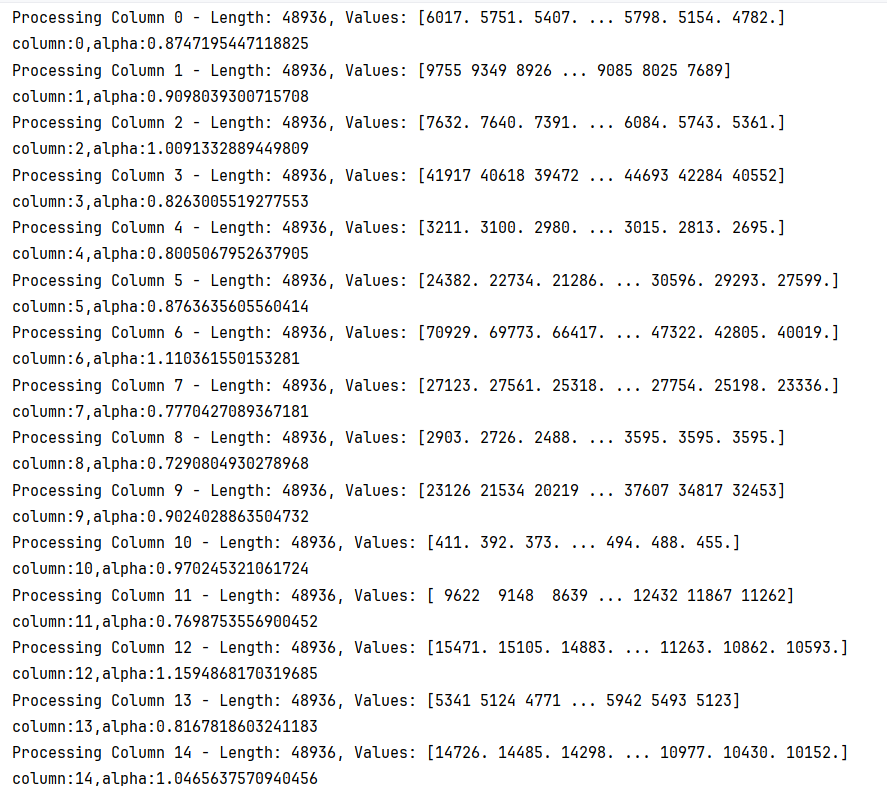 Processing Column 0 - Length: 48936, Values: [6017. 5751. 5407. ... 5798. 5154. 4782.]
column:0,alpha:0.8747195447118825
Processing Column 1 - Length: 48936, Values: [9755 9349 8926 ... 9085 8025 7689]
column:1,alpha:0.9098039300715708
Processing Column 2 - Length: 48936, Values: [7632. 7640. 7391. ... 6084. 5743. 5361.]
column:2,alpha:1.0091332889449809
Processing Column 3 - Length: 48936, Values: [41917 40618 39472 ... 44693 42284 40552]
column:3,alpha:0.8263005519277553
Processing Column 4 - Length: 48936, Values: [3211. 3100. 2980. ... 3015. 2813. 2695.]
column:4,alpha:0.8005067952637905
Processing Column 5 - Length: 48936, Values: [24382. 22734. 21286. ... 30596. 29293. 27599.]
column:5,alpha:0.8763635605560414
Processing Column 6 - Length: 48936, Values: [70929. 69773. 66417. ... 47322. 42805. 40019.]
column:6,alpha:1.110361550153281
Processing Column 7 - Length: 48936, Values: [27123. 27561. 25318. ... 27754. 25198. 23336.]
column:7,alpha:0.7770427089367181
Processing Column 8 - Length: 48936, Values: [2903. 2726. 2488. ... 3595. 3595. 3595.]
column:8,alpha:0.7290804930278968
Processing Column 9 - Length: 48936, Values: [23126 21534 20219 ... 37607 34817 32453]
column:9,alpha:0.9024028863504732
Processing Column 10 - Length: 48936, Values: [411. 392. 373. ... 494. 488. 455.]
column:10,alpha:0.970245321061724
Processing Column 11 - Length: 48936, Values: [ 9622  9148  8639 ... 12432 11867 11262]
column:11,alpha:0.7698753556900452
Processing Column 12 - Length: 48936, Values: [15471. 15105. 14883. ... 11263. 10862. 10593.]
column:12,alpha:1.1594868170319685
Processing Column 13 - Length: 48936, Values: [5341 5124 4771 ... 5942 5493 5123]
column:13,alpha:0.8167818603241183
Processing Column 14 - Length: 48936, Values: [14726. 14485. 14298. ... 10977. 10430. 10152.]
column:14,alpha:1.0465637570940456